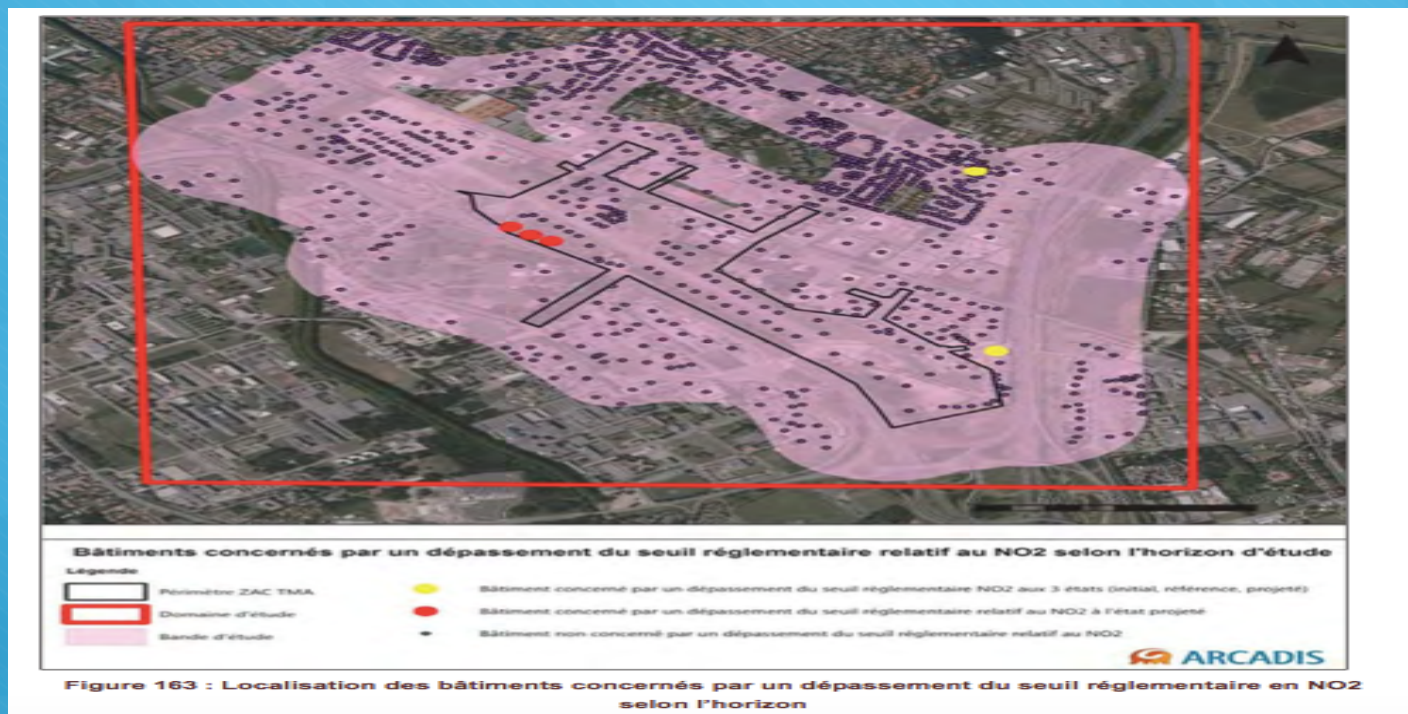 Bâtiments concernés par un dépassement du seuil réglementaire relatif au NO2 selon l'horizon d'étude
Légende
Périmètre ZAC TMA
Domaine d'étude
Bande d'étude
Bâtiment concerné par un dépassement du seuil réglementaire NO2 aux 3 états (initial, référence, projeté)
Bâtiment concerné par un dépassement du seuil réglementaire relatif au NO2 à l'état projeté
Bâtiment non concerné par un dépassement du seuil réglementaire relatif au NO2
ARCADIS
Figure 163 : Localisation des bâtiments concernés par un dépassement du seuil réglementaire en NO2
selon l'horizon